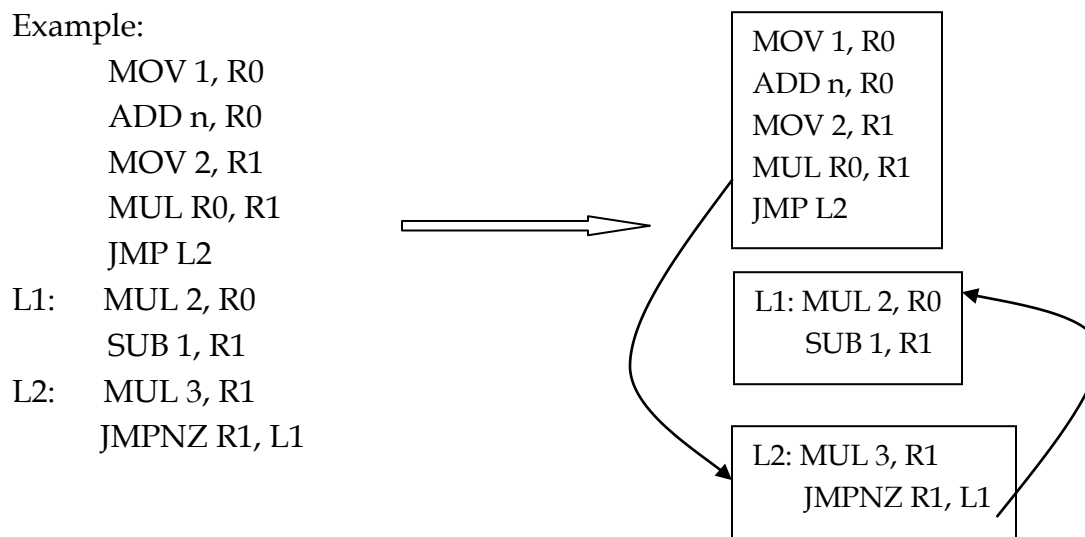 Example:
MOV 1, R0
ADD n, R0
MOV 2, R1
MUL R0, R1
JMP L2
L1: MUL 2, R0
SUB 1, R1
L2: MUL 3, R1
JMPNZ R1, L1
MOV 1, R0
ADD n, R0
MOV 2, R1
MUL R0, R1
JMP L2
L1: MUL 2, R0
SUB 1, R1
L2: MUL 3, R1
JMPNZ R1, L1